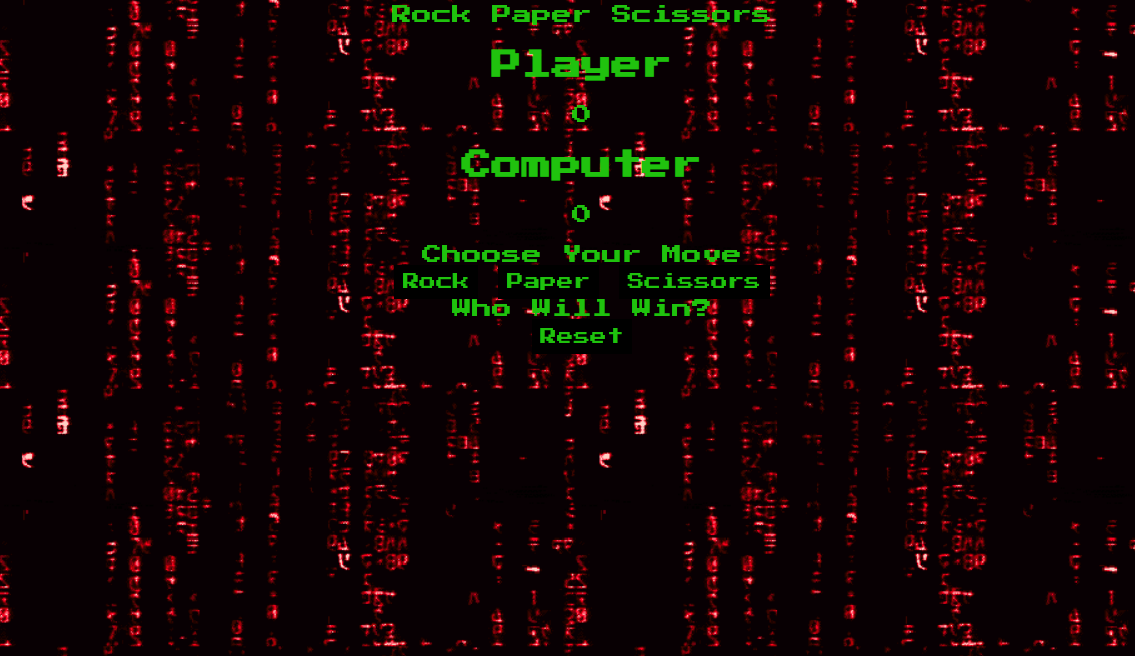 Rock Paper Scissors
Player
0
Computer
0
Choose Your Move
Rock Paper Scissors
Who Will Win?
Reset